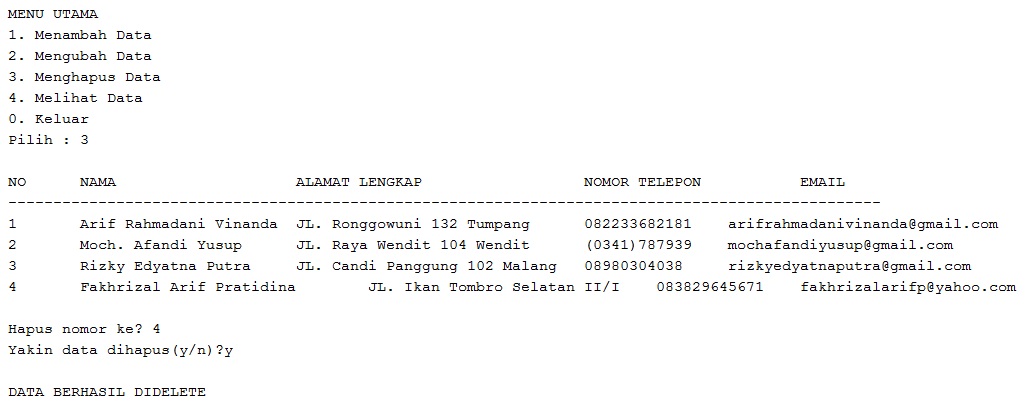 MENU UTAMA
1. Menambah Data
2. Mengubah Data
3. Menghapus Data
4. Melihat Data
0. Keluar
Pilih : 3
NO NAMA ALAMAT LENGKAP NOMOR TELEPON EMAIL
-------------------------------------------------------------------------------------------------
1 Arif Rahmadani Vinanda JL. Ronggowuni 132 Tumpang 082233682181 arifrahmadanivinanda@gmail.com
2 Moch. Afandi Yusup JL. Raya Wendit 104 Wendit (0341)787939 mochafandiyusup@gmail.com
3 Rizky Edyatna Putra JL. Candi Panggung 102 Malang 08980304038 rizkyedyatnaputra@gmail.com
4 Fakhrizal Arif Pratidina JL. Ikan Tombro Selatan II/I 083829645671 fakhrizalarifp@yahoo.com
Hapus nomor ke? 4
Yakin data dihapus(y/n)?y
DATA BERHASIL DIDELETE